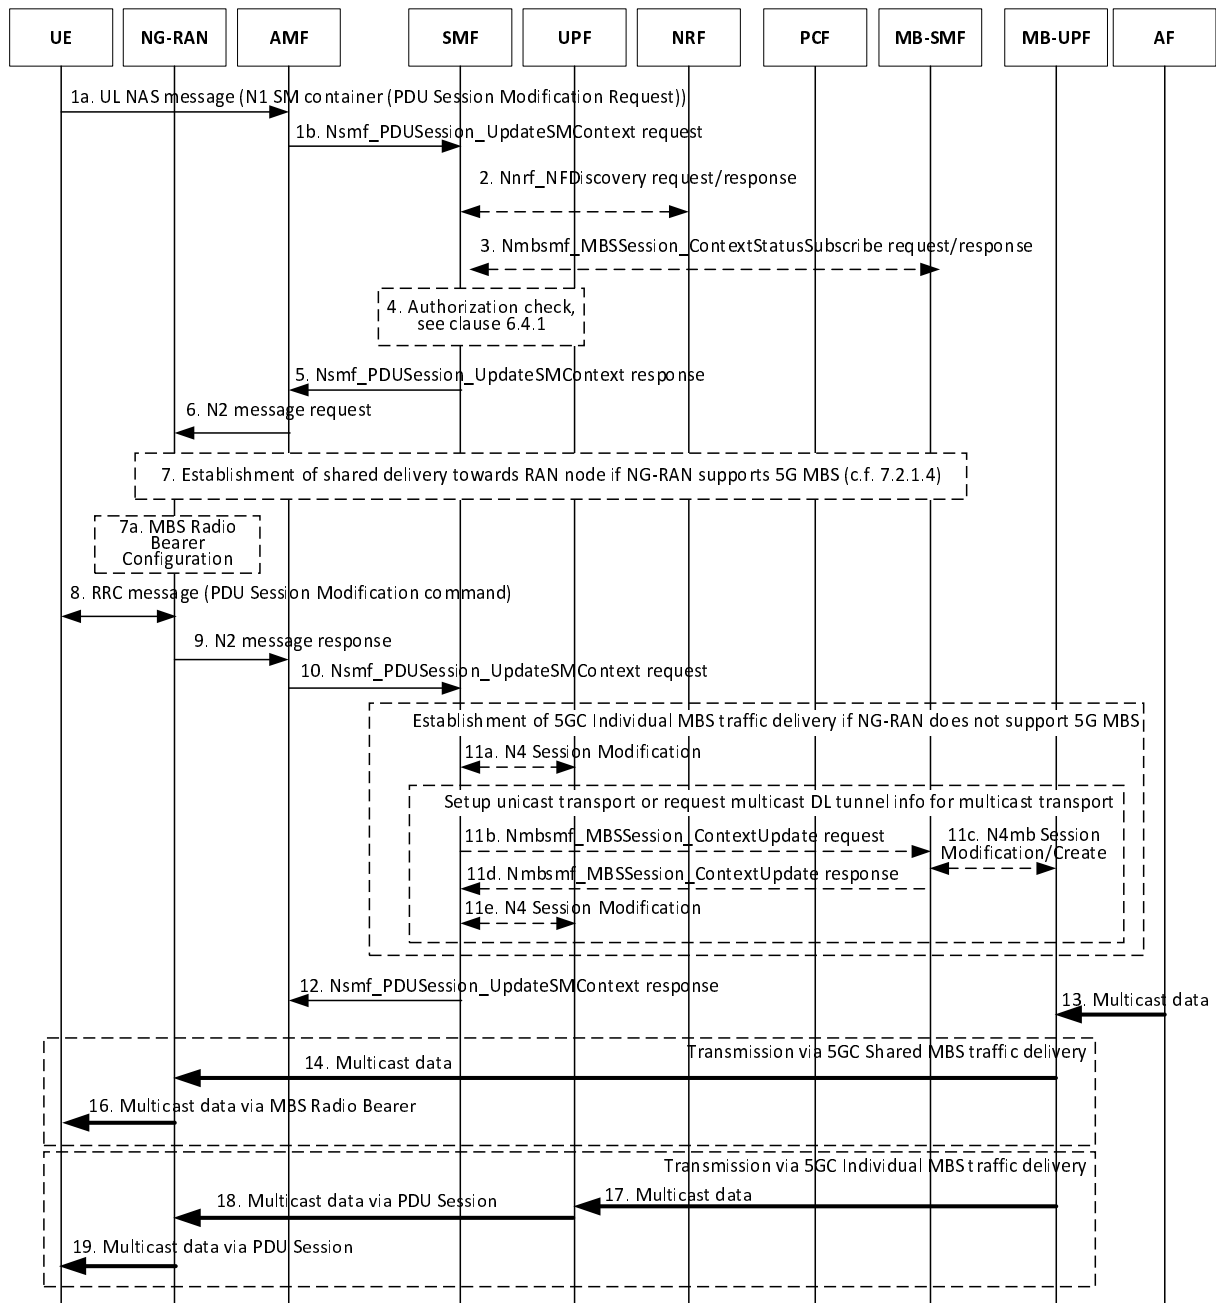 UE NG-RAN AMF SMF UPF NRF PCF MB-SMF MB-UPF AF
1a. UL NAS message (N1 SM container (PDU Session Modification Request))
1b. Nsmf_PDUSession_UpdateSMContext request
2. Nnrf_NFDiscovery request/response
3. Nmbsmf_MBSSession_ContextStatusSubscribe request/response
4. Authorization check,
see clause 6.4.1
5. Nsmf_PDUSession_UpdateSMContext response
6. N2 message request
7. Establishment of shared delivery towards RAN node if NG-RAN supports 5G MBS (c.f. 7.2.1.4)
7a. MBS Radio
Bearer
Configuration
8. RRC message (PDU Session Modification command)
9. N2 message response
10. Nsmf_PDUSession_UpdateSMContext request
Establishment of 5GC Individual MBS traffic delivery if NG-RAN does not support 5G MBS
11a. N4 Session Modification
Setup unicast transport or request multicast DL tunnel info for multicast transport
11b. Nmbsmf_MBSSession_ContextUpdate request
11c. N4mb Session
Modification/Create
11d. Nmbsmf_MBSSession_ContextUpdate response
11e. N4 Session Modification
12. Nsmf_PDUSession_UpdateSMContext response
13. Multicast data
Transmission via 5GC Shared MBS traffic delivery
14. Multicast data
16. Multicast data via MBS Radio Bearer
Transmission via 5GC Individual MBS traffic delivery
17. Multicast data
18. Multicast data via PDU Session
19. Multicast data via PDU Session